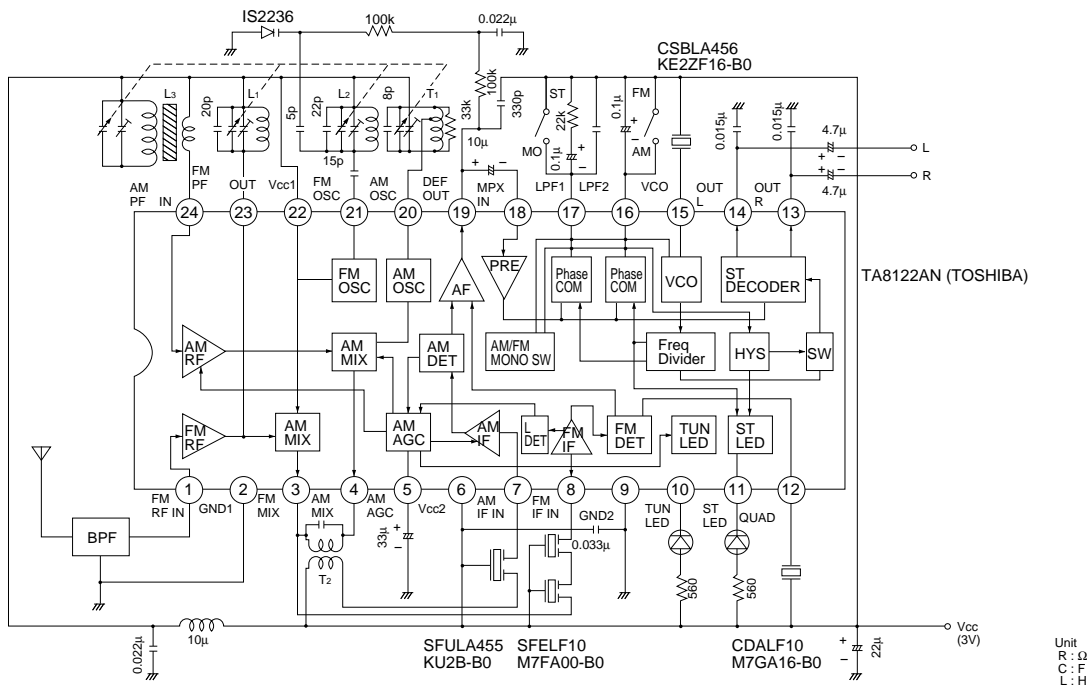 IS2236
100k
0.022μ
CSBLA456
KE2ZF16-B0
L3
20p
L1
5p
22p
L2
8p
T1
33k
100k
330p
ST
22k
0.1μ
FM
0.015μ
0.015μ
4.7μ
L
R
4.7μ
15p
10μ
MO
0.1μ
AM
FM
PF
AM
PF
IN
OUT
Vcc1
FM
OSC
AM
OSC
DEF
OUT
MPX
IN
LPF1
LPF2
VCO
OUT
L
OUT
R
24
23
22
21
20
19
18
17
16
15
14
13
TA8122AN (TOSHIBA)
FM
OSC
AM
OSC
AF
PRE
Phase
COM
Phase
COM
VCO
ST
DECODER
AM
RF
AM
MIX
AM
DET
AM/FM
MONO SW
Freq
Divider
HYS
SW
FM
RF
AM
MIX
AM
AGC
AM
IF
L
DET
FM
IF
FM
DET
TUN
LED
ST
LED
1
2
3
4
5
6
7
8
9
10
11
12
FM
RF IN
GND1
FM
MIX
AM
MIX
AM
AGC
Vcc2
AM
IF IN
FM
IF IN
GND2
TUN
LED
ST
LED
QUAD
BPF
T2
33μ
0.033μ
560
560
0.022μ
10μ
SFULA455
KU2B-B0
SFELF10
M7FA00-B0
CDALF10
M7GA16-B0
22μ
Vcc
(3V)
Unit
R : Ω
C : F
L : H